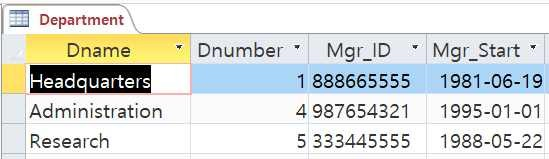 Department
Dname Dnumber Mgr_ID Mgr_Start
Headquarters 1 888665555 1981-06-19
Administration 4 987654321 1995-01-01
Research 5 333445555 1988-05-22